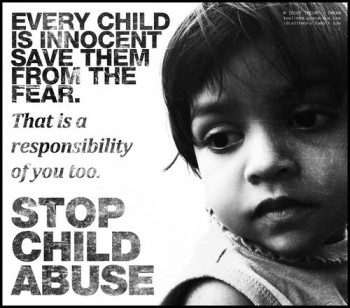 EVERY CHILD
IS INNOCENT
SAVE THEM
FROM THE
FEAR.
That is a
responsibility
of you too.
STOP
CHILD
ABUSE